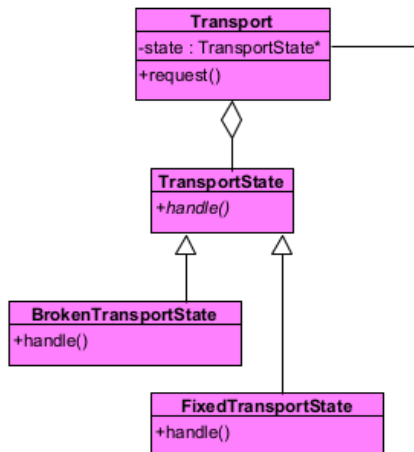 Transport
-state : TransportState*
+request()
TransportState
+handle()
BrokenTransportState
+handle()
FixedTransportState
+handle()